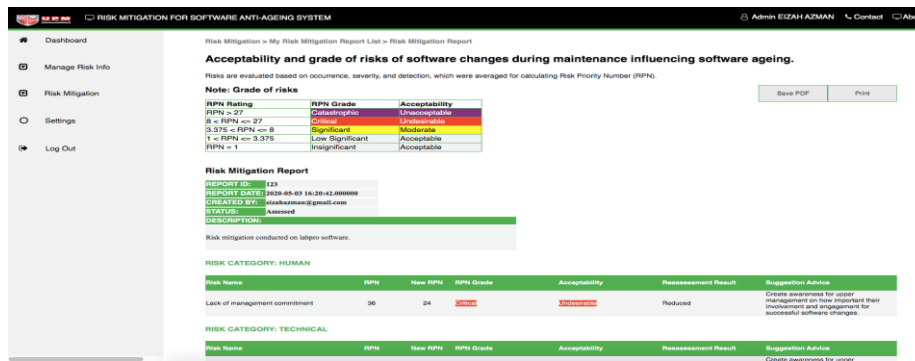 UPM
RISK MITIGATION FOR SOFTWARE ANTI-AGEING SYSTEM
Admin EIZAH AZMAN Contact Abo
Dashboard
Manage Risk Info
Risk Mitigation
Settings
Log Out
Risk Mitigation > My Risk Mitigation Report List > Risk Mitigation Report
Acceptability and grade of risks of software changes during maintenance influencing software ageing.
Risks are evaluated based on occurrence, severity, and detection, which were averaged for calculating Risk Priority Number (RPN).
Note: Grade of risks
Save PDF Print
RPN Rating RPN Grade Acceptability
RPN > 27 Catastrophic Unacceptable
8 < RPN <= 27 Critical Undesirable
3.375 < RPN <= 8 Significant Moderate
1 < RPN <= 3.375 Low Significant Acceptable
RPN = 1 Insignificant Acceptable
Risk Mitigation Report
REPORT ID: 123
REPORT DATE: 2020-05-03 16:20:42.000000
CREATED BY: eizahazman@gmail.com
STATUS: Assessed
DESCRIPTION:
Risk mitigation conducted on labpro software.
RISK CATEGORY: HUMAN
Risk Name RPN New RPN RPN Grade Acceptability Reassessment Result Suggestion Advice
Lack of management commitment 36 24 Critical Undesirable Reduced Create awareness for upper
management on how important their
involvement and engagement for
successful software changes.
RISK CATEGORY: TECHNICAL
Risk Name RPN New RPN RPN Grade Acceptability Reassessment Result Suggestion Advice
Create awareness for upper